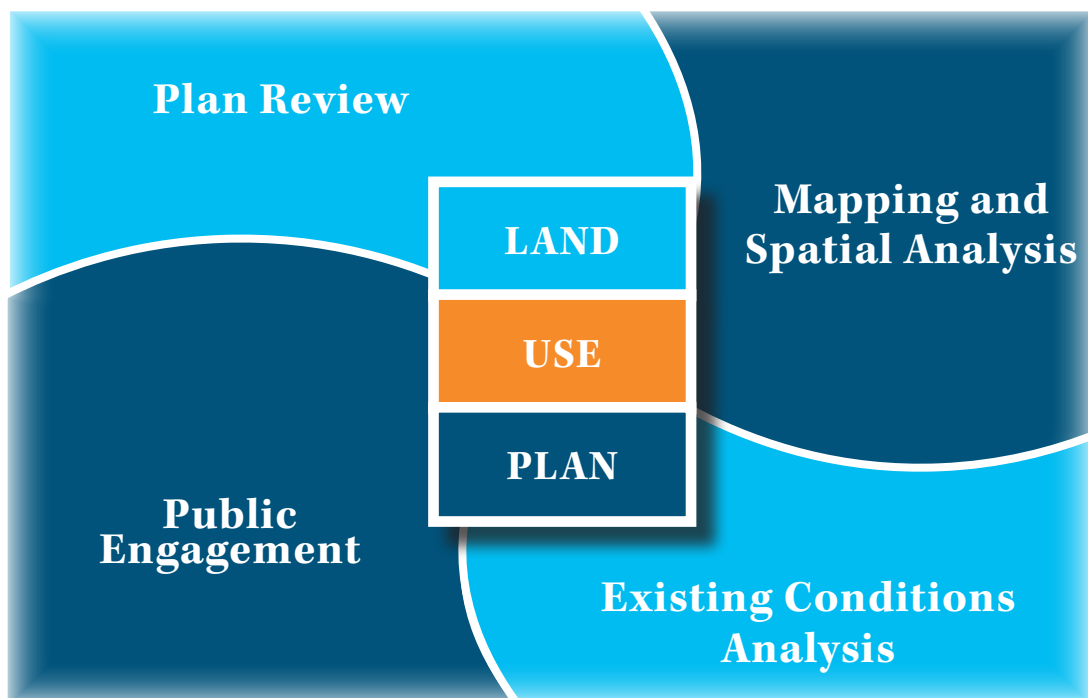 Plan Review
Mapping and
Spatial Analysis
LAND
USE
PLAN
Public
Engagement
Existing Conditions
Analysis